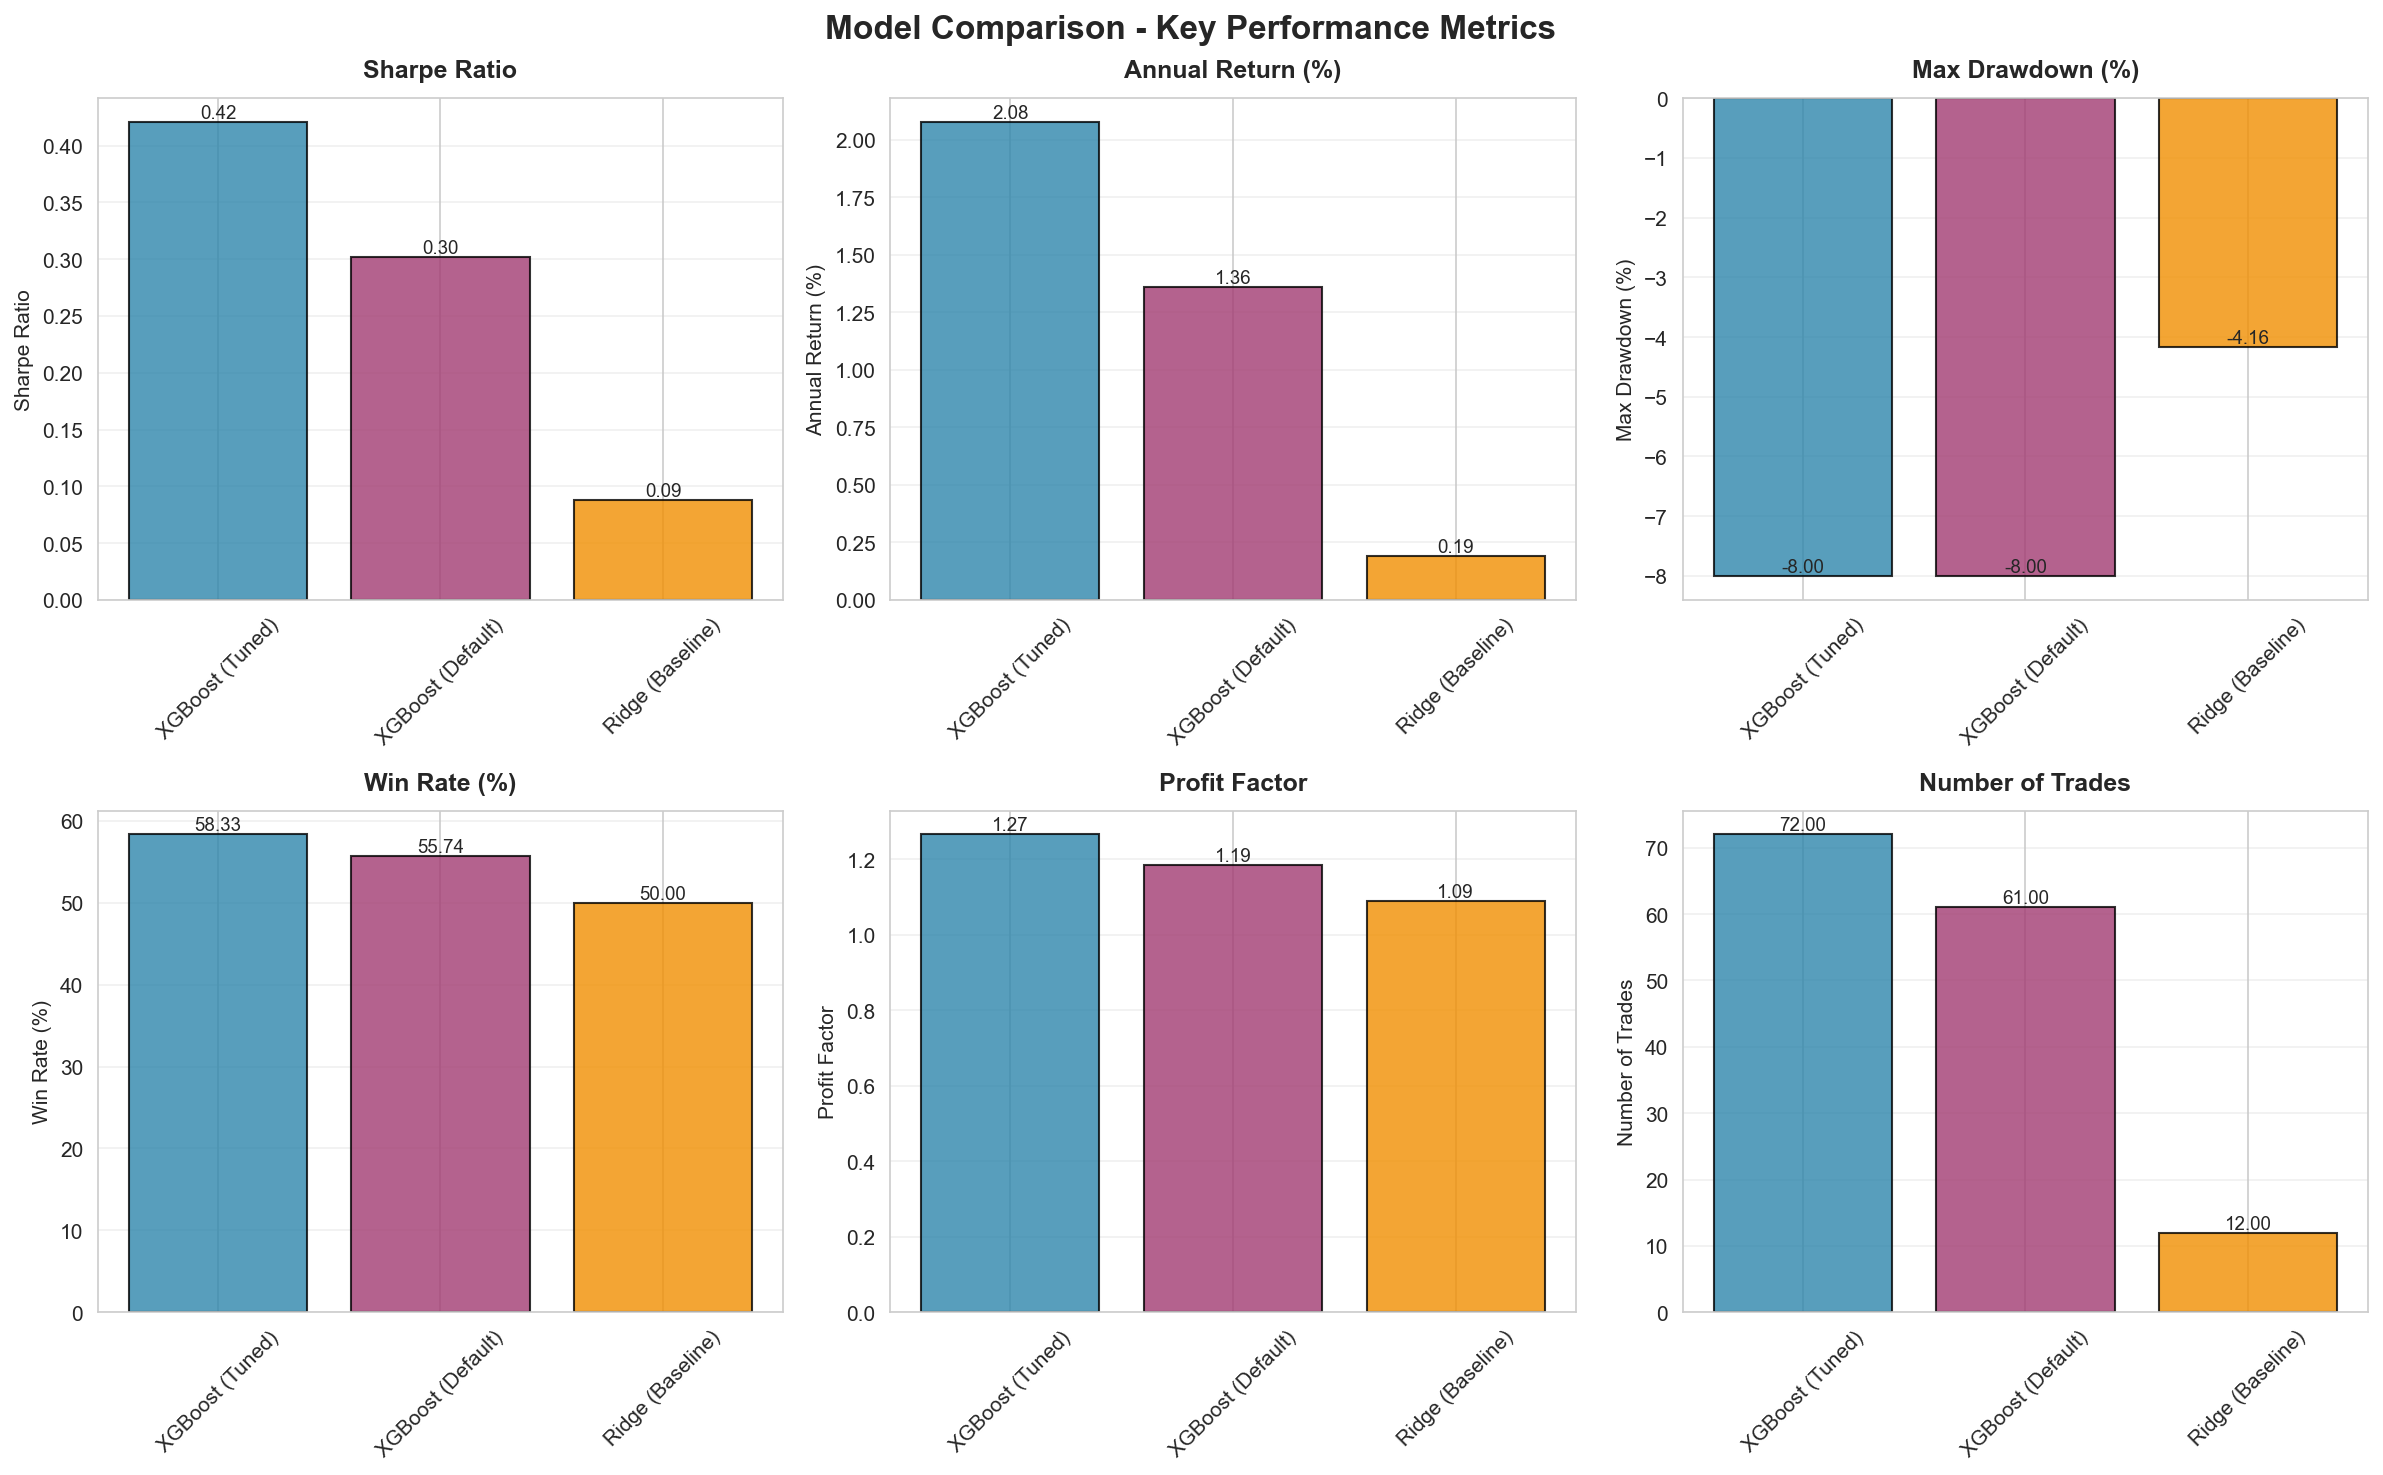 Model Comparison - Key Performance Metrics
Sharpe Ratio
Sharpe Ratio
0.40
0.35
0.30
0.25
0.20
0.15
0.10
0.05
0.00
0.42
0.30
0.09
XGBoost (Tuned)
XGBoost (Default)
Ridge (Baseline)
Annual Return (%)
Annual Return (%)
2.00
1.75
1.50
1.25
1.00
0.75
0.50
0.25
0.00
2.08
1.36
0.19
XGBoost (Tuned)
XGBoost (Default)
Ridge (Baseline)
Max Drawdown (%)
Max Drawdown (%)
0
−1
−2
−3
−4
−5
−6
−7
−8
-8.00
-8.00
-4.16
XGBoost (Tuned)
XGBoost (Default)
Ridge (Baseline)
Win Rate (%)
Win Rate (%)
60
50
40
30
20
10
0
58.33
55.74
50.00
XGBoost (Tuned)
XGBoost (Default)
Ridge (Baseline)
Profit Factor
Profit Factor
1.2
1.0
0.8
0.6
0.4
0.2
0.0
1.27
1.19
1.09
XGBoost (Tuned)
XGBoost (Default)
Ridge (Baseline)
Number of Trades
Number of Trades
70
60
50
40
30
20
10
0
72.00
61.00
12.00
XGBoost (Tuned)
XGBoost (Default)
Ridge (Baseline)